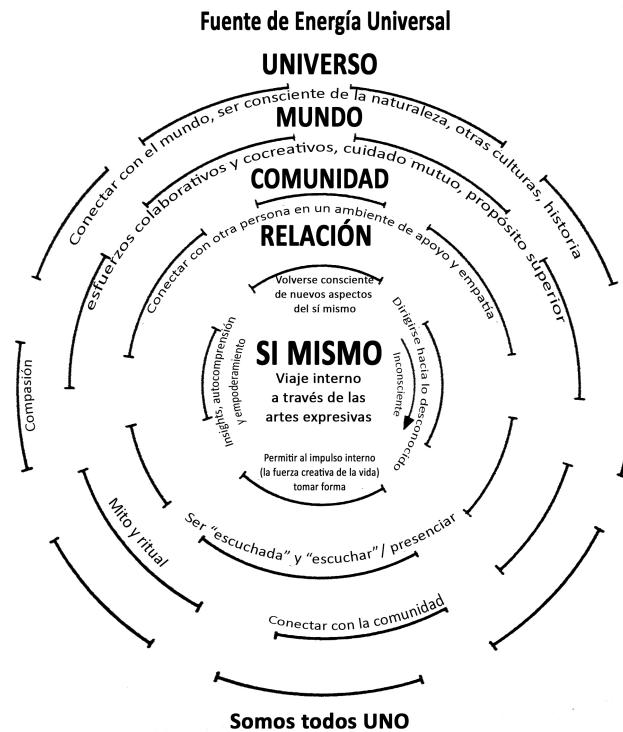 Fuente de Energía Universal
UNIVERSO
Conectar con el mundo, ser consciente de la naturaleza, otras culturas, historia
MUNDO
esfuerzos colaborativos y cocreativos, cuidado mutuo, propósito superior
COMUNIDAD
Conectar con otra persona en un ambiente de apoyo y empatía
RELACIÓN
Volverse consciente
de nuevos aspectos
del sí mismo
Dirigirse hacia lo desconocido
Inconsciente
Insights, autocomprensión
y empoderamiento
SI MISMO
Viaje interno
a través de las
artes expresivas
Compasión
Permitir al impulso interno
(la fuerza creativa de la vida)
tomar forma
Mito y ritual
Ser “escuchada” y “escuchar”/ presenciar
Conectar con la comunidad
Somos todos UNO